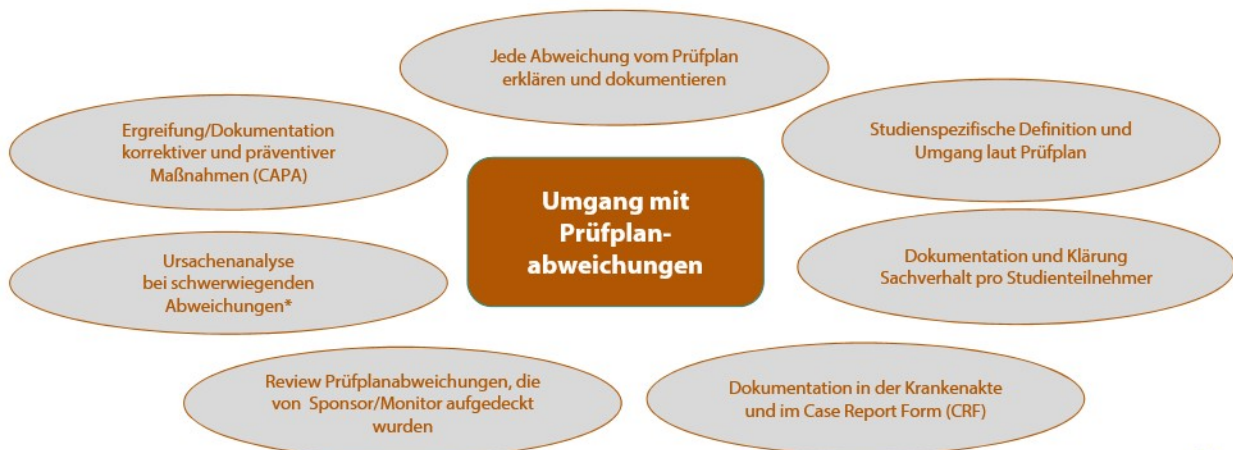 Jede Abweichung vom Prüfplan
erklären und dokumentieren
Studienspezifische Definition und
Umgang laut Prüfplan
Dokumentation und Klärung
Sachverhalt pro Studienteilnehmer
Dokumentation in der Krankenakte
und im Case Report Form (CRF)
Review Prüfplanabweichungen, die
von Sponsor/Monitor aufgedeckt
wurden
Ursachenanalyse
bei schwerwiegenden
Abweichungen*
Ergreifung/Dokumentation
korrektiver und präventiver
Maßnahmen (CAPA)
Umgang mit
Prüfplan-
abweichungen